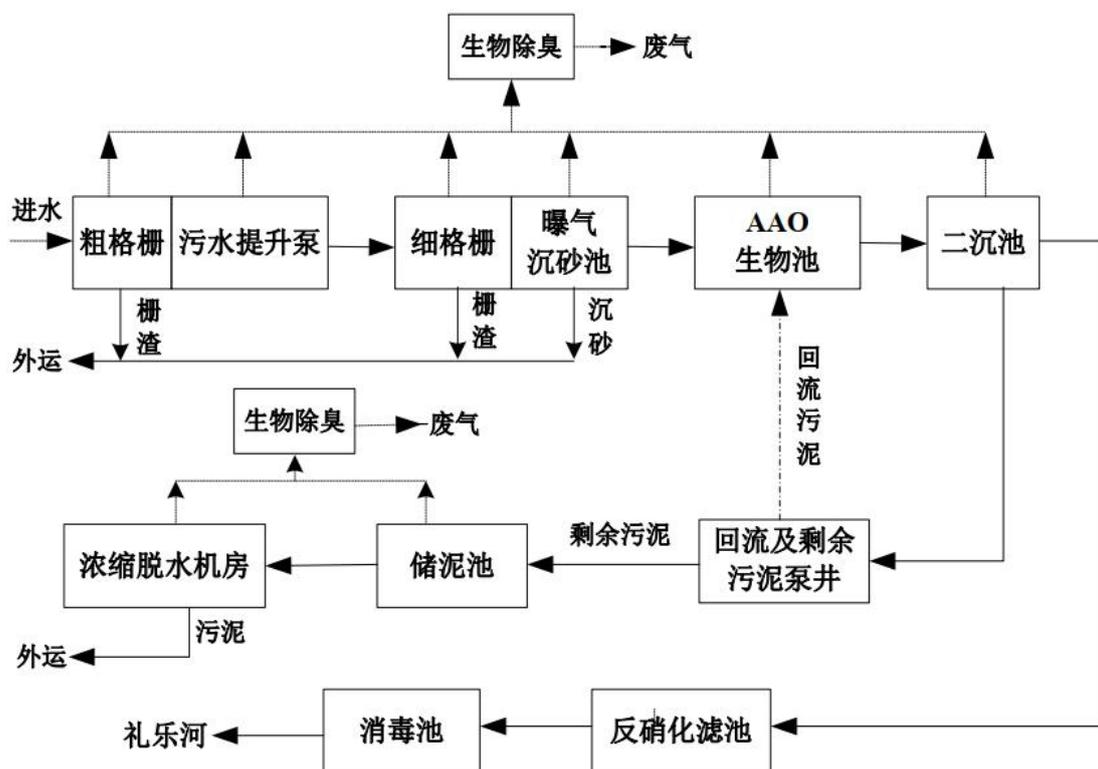 生物除臭
废气
进水
粗格栅
污水提升泵
细格栅
曝气
沉砂池
AAO
生物池
二沉池
栅
渣
栅
渣
沉
砂
外运
回
流
污
泥
生物除臭
废气
浓缩脱水机房
储泥池
剩余污泥
回流及剩余
污泥泵井
污泥
外运
礼乐河
消毒池
反硝化滤池